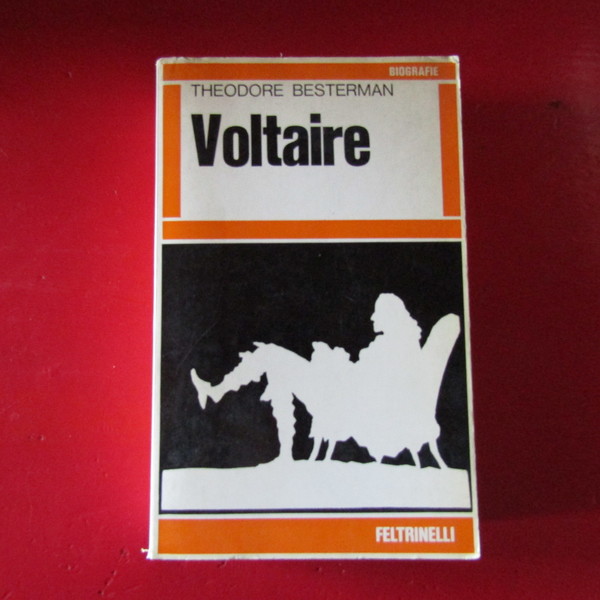 BIOGRAFIE
THEODORE BESTERMAN
Voltaire
FELTRINELLI